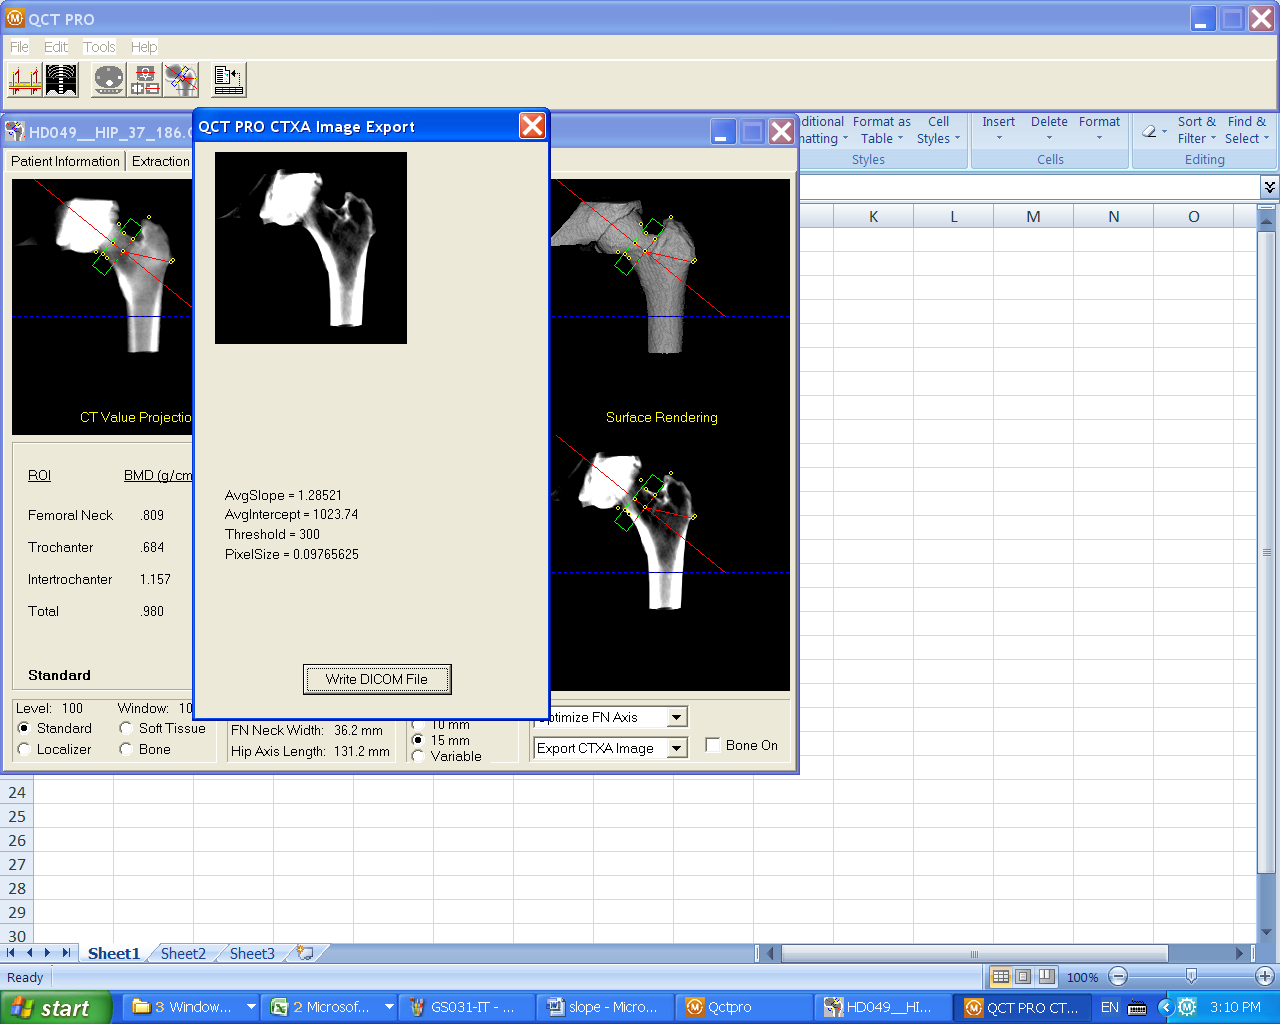 QCT PRO
File Edit Tools Help
HD049__HIP_37_186.
QCT PRO CTXA Image Export
Patient Information
Extraction
ditional
Format as
Cell
Insert
Delete
Format
Sort &
Find &
matting
Table
Styles
Filter
Select
Styles
Cells
Editing
K L M N O
CT Value Projectio
Surface Rendering
ROI BMD (g/cm
Femoral Neck .809
Trochanter .684
Intertrochanter 1.157
Total .980
Standard
AvgSlope = 1.28521
AvgIntercept = 1023.74
Threshold = 300
PixelSize = 0.09765625
Write DICOM File
Level: 100 Window: 10
Standard Soft Tissue
Localizer Bone
FN Neck Width: 36.2 mm
Hip Axis Length: 131.2 mm
10 mm
15 mm
Variable
ptimize FN Axis
Export CTXA Image
Bone On
24
25
26
27
28
29
30
Sheet1 Sheet2 Sheet3
Ready 100%
start 3 Window... 2 Microsof... GS031-IT - ... slope - Micro... Qctpro HD049__HI... QCT PRO CT... EN 3:10 PM